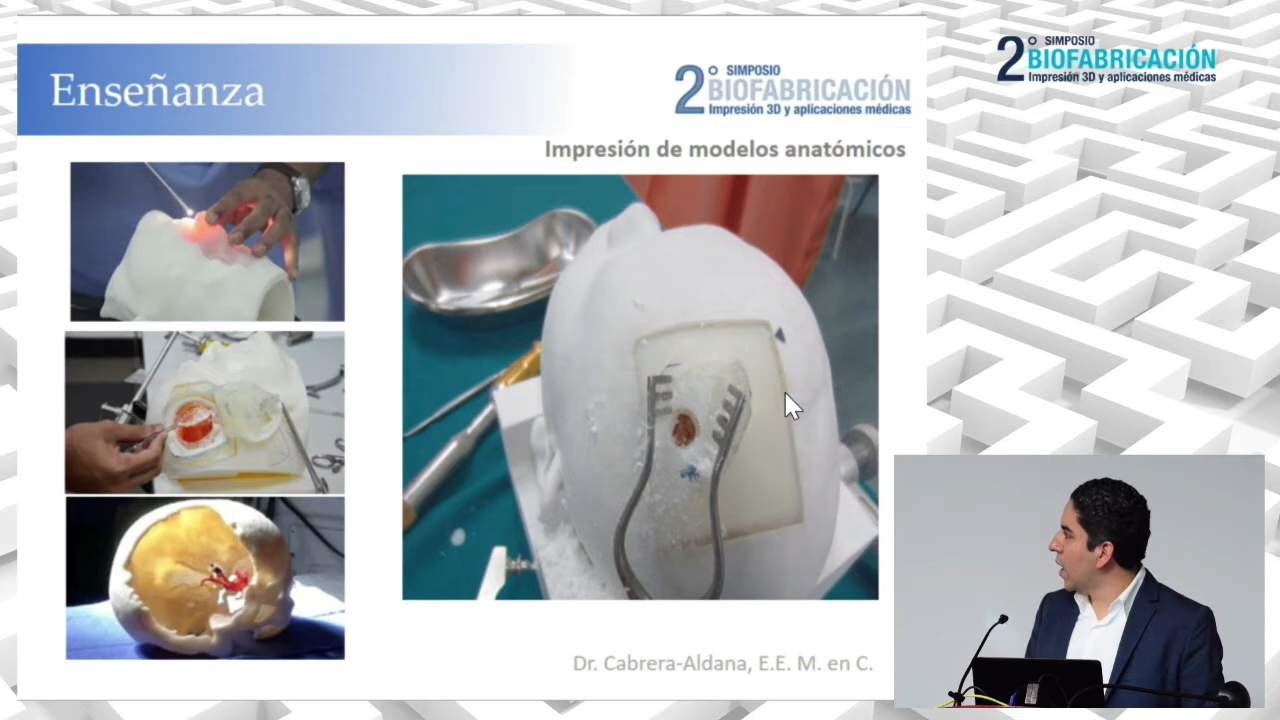 Enseñanza
2° SIMPOSIO
BIOFABRICACIÓN
Impresión 3D y aplicaciones médicas
Impresión de modelos anatómicos
Dr. Cabrera-Aldana, E.E. M. en C.
2° SIMPOSIO
BIOFABRICACIÓN
Impresión 3D y aplicaciones médicas